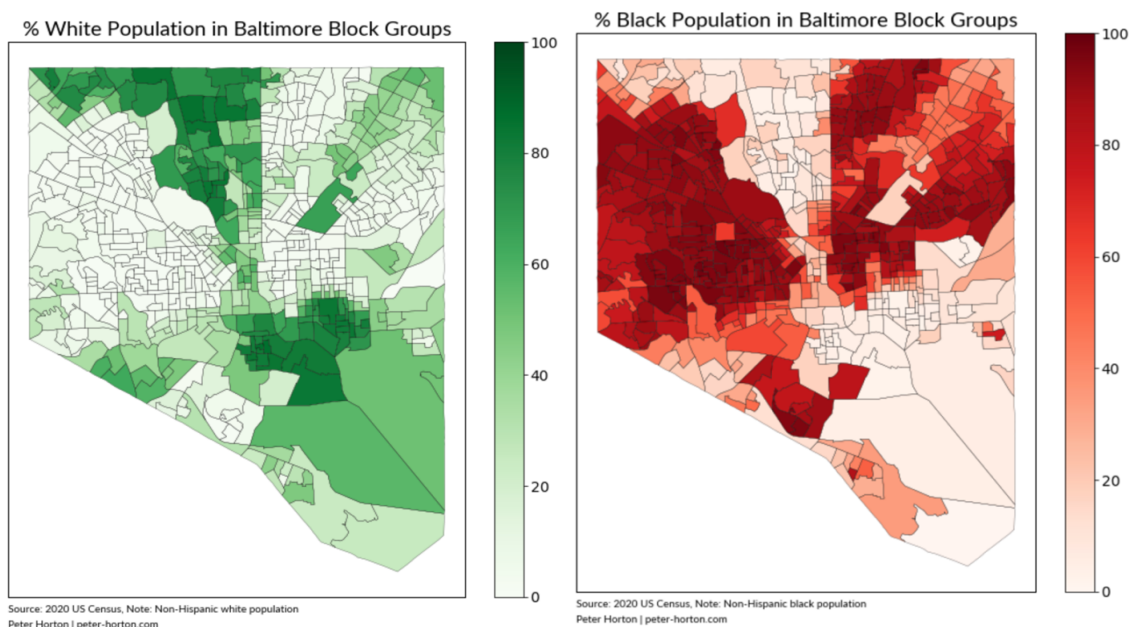 % White Population in Baltimore Block Groups
100
80
60
40
20
0
Source: 2020 US Census, Note: Non-Hispanic white population
Peter Horton | peter-horton.com
% Black Population in Baltimore Block Groups
100
80
60
40
20
0
Source: 2020 US Census, Note: Non-Hispanic black population
Peter Horton | peter-horton.com